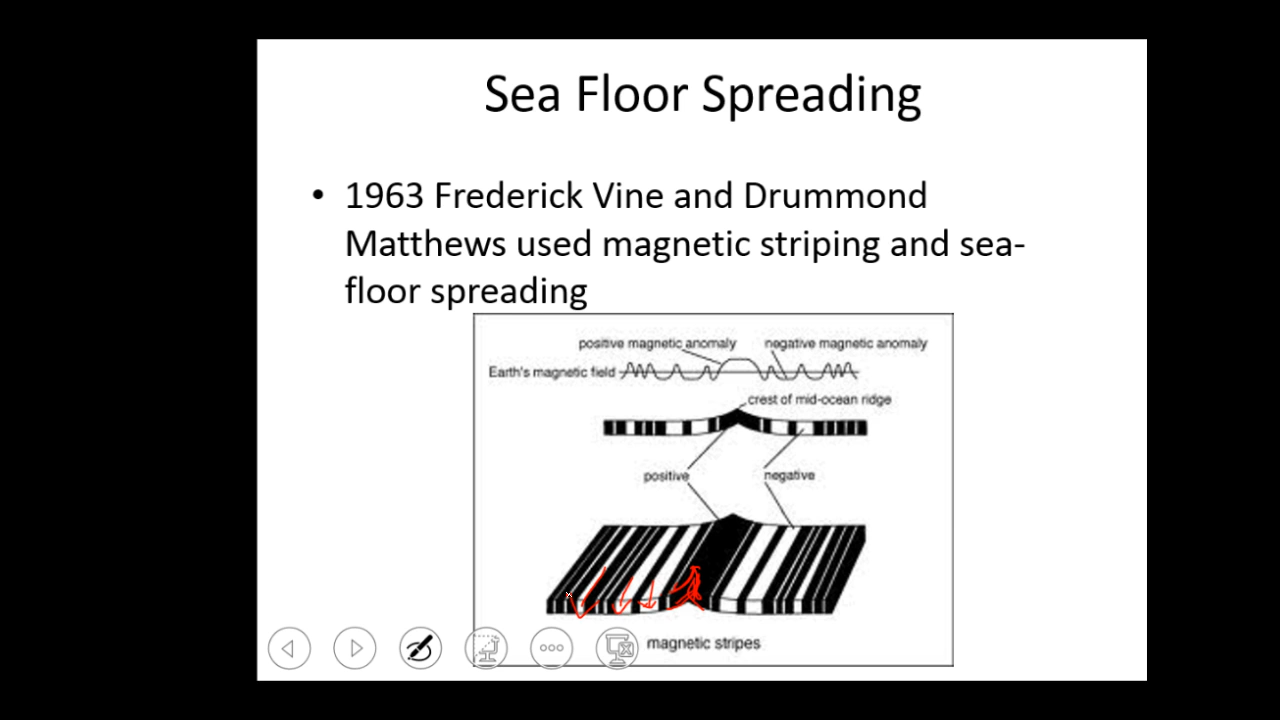 Sea Floor Spreading
• 1963 Frederick Vine and Drummond
Matthews used magnetic striping and sea-
floor spreading
positive magnetic anomaly
negative magnetic anomaly
Earth's magnetic field
crest of mid-ocean ridge
positive
negative
magnetic stripes